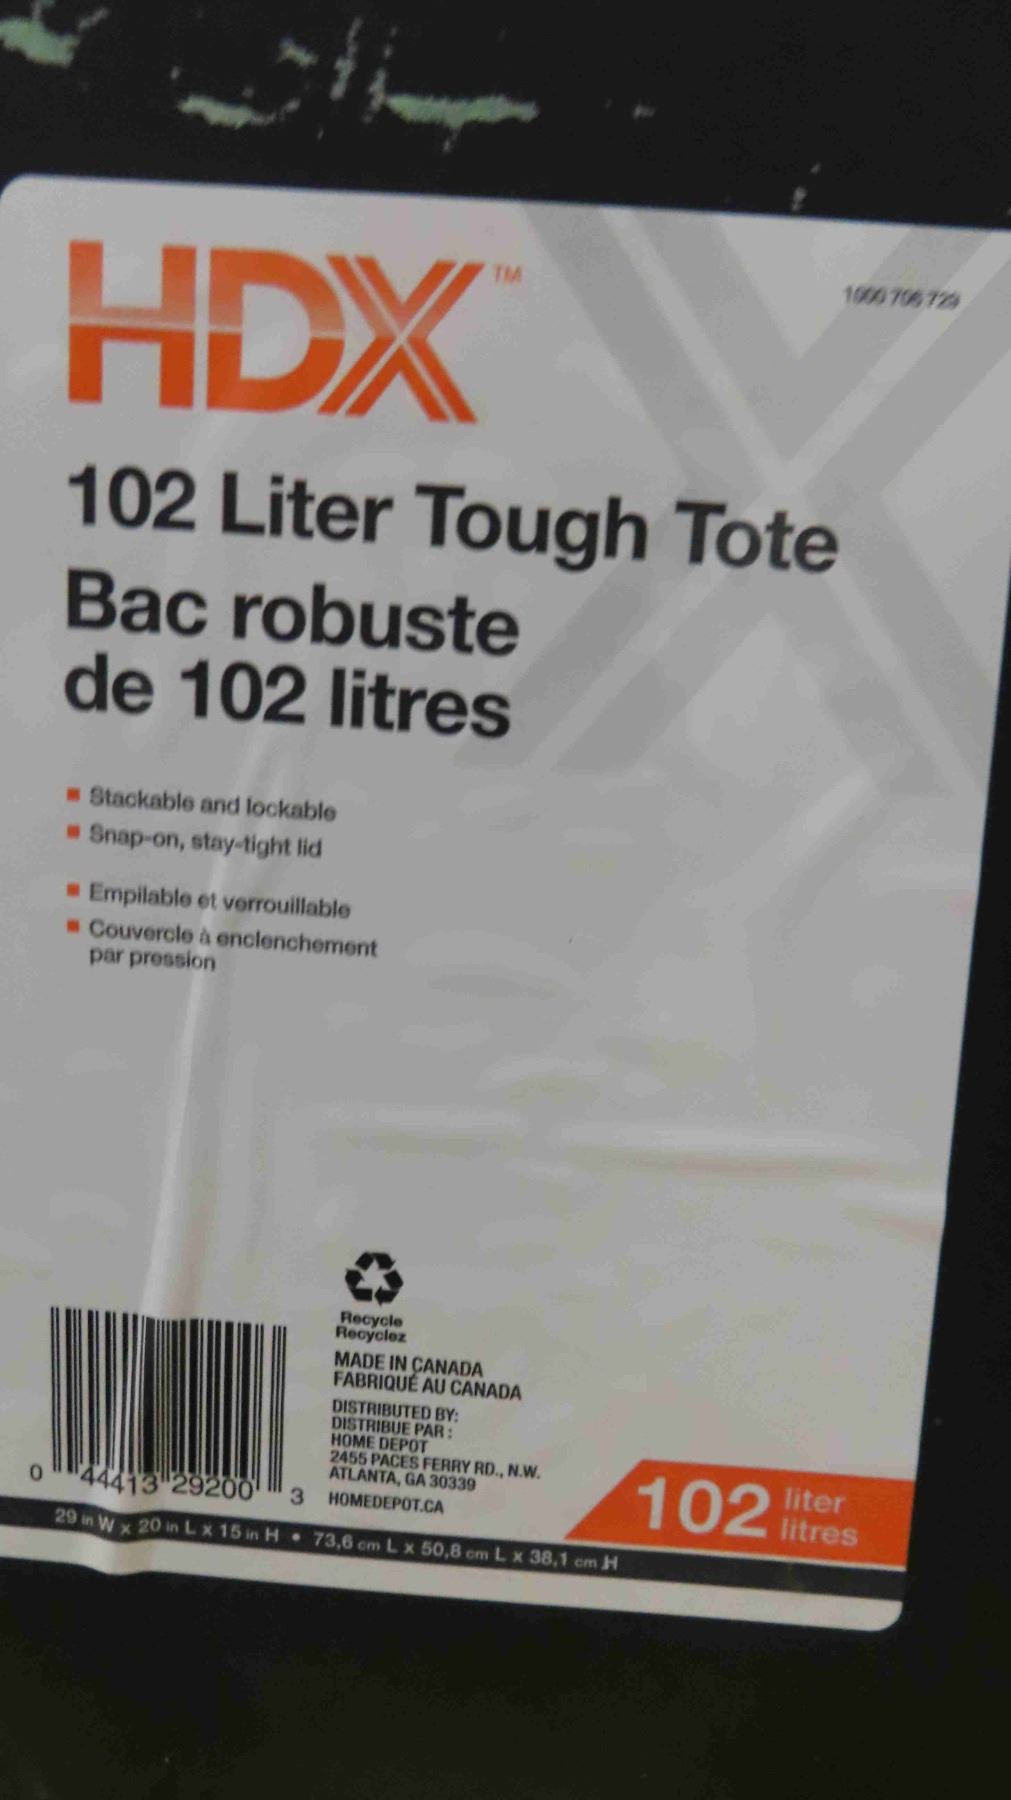 HDX™
1000 706 729
102 Liter Tough Tote
Bac robuste
de 102 litres
Stackable and lockable
Snap-on, stay-tight lid
Empilable et verrouillable
Couvercle à enclenchement
par pression
Recycle
Recyclez
MADE IN CANADA
FABRIQUÉ AU CANADA
DISTRIBUTED BY:
DISTRIBUE PAR :
HOME DEPOT
2455 PACES FERRY RD., N.W.
ATLANTA, GA 30339
HOMEDEPOT.CA
0 44413 29200 3
102 liter
litres
29 in W x 20 in L x 15 in H • 73,6 cm L x 50,8 cm L x 38,1 cm H